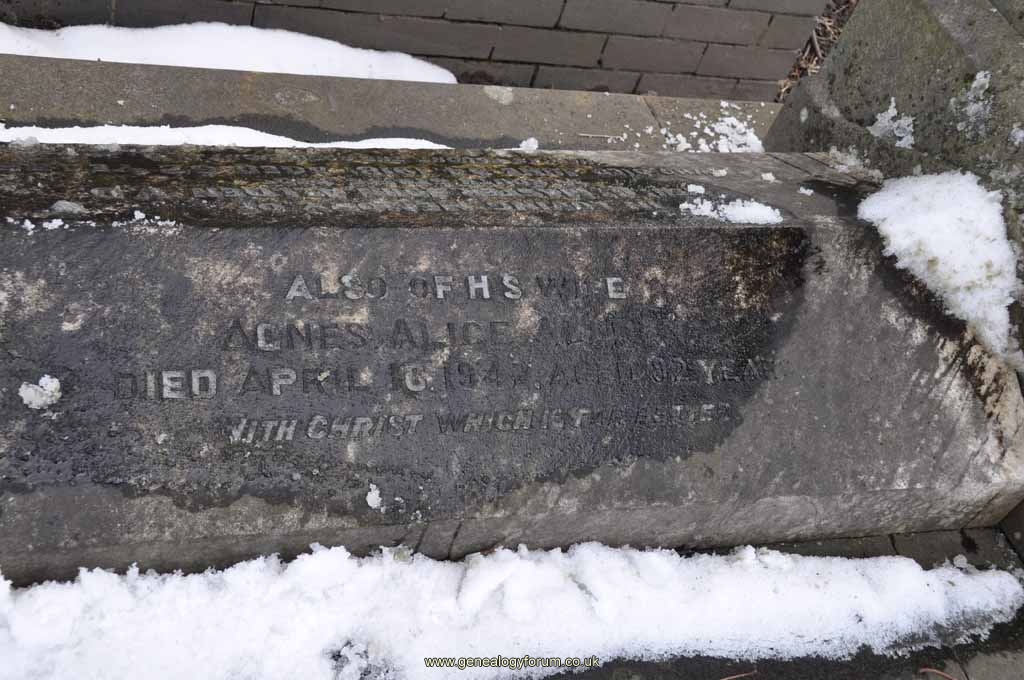 ALSO OF HIS WIFE
AGNES ALICE
DIED APRIL 16 AGED 82 YEARS
WITH CHRIST WHICH IS FAR BETTER
www.genealogyforum.co.uk